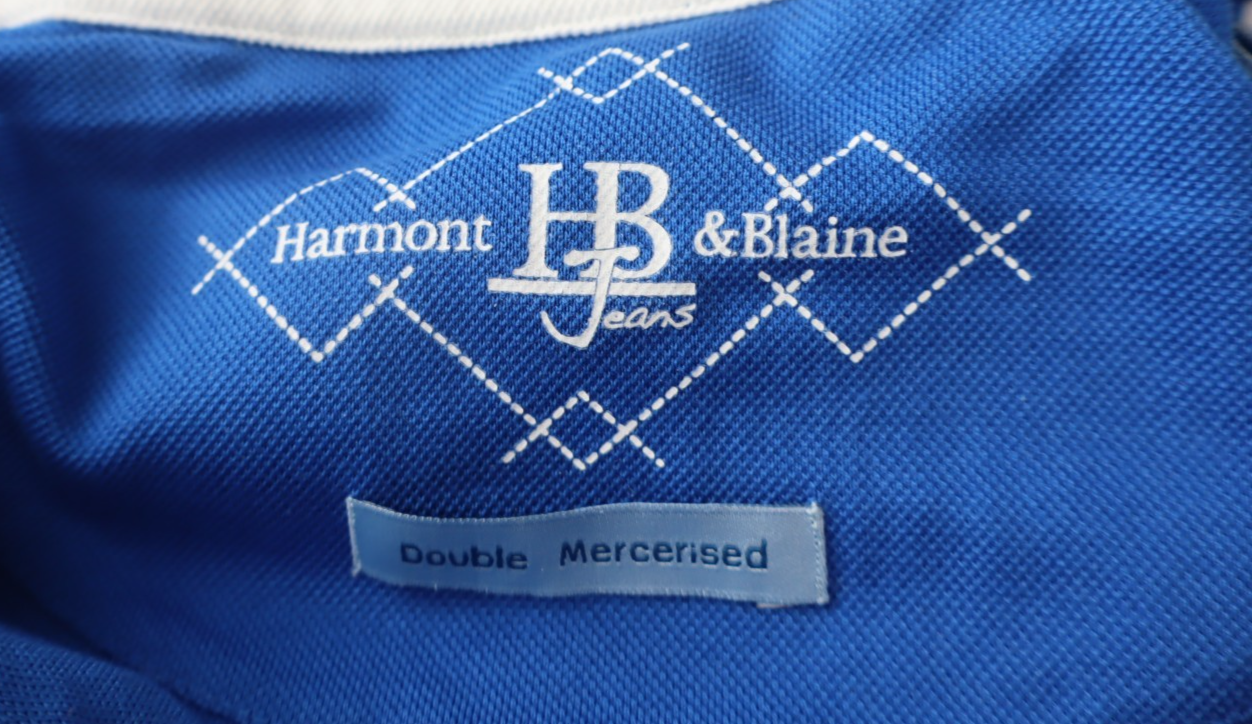 Harmont HB & Blaine
Jeans
Double Mercerised